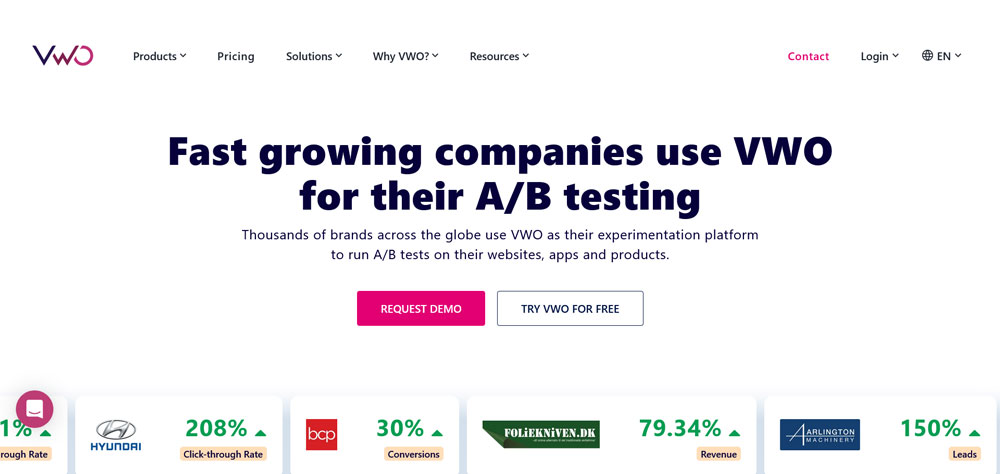 VWO
Products
Pricing
Solutions
Why VWO?
Resources
Contact
Login
EN
Fast growing companies use VWO
for their A/B testing
Thousands of brands across the globe use VWO as their experimentation platform
to run A/B tests on their websites, apps and products.
REQUEST DEMO
TRY VWO FOR FREE
1%
rough Rate
HYUNDAI
208%
Click-through Rate
bcp
30%
Conversions
FOLiEKNiVEN.DK
79.34%
Revenue
ARLINGTON
MACHINERY
150%
Leads